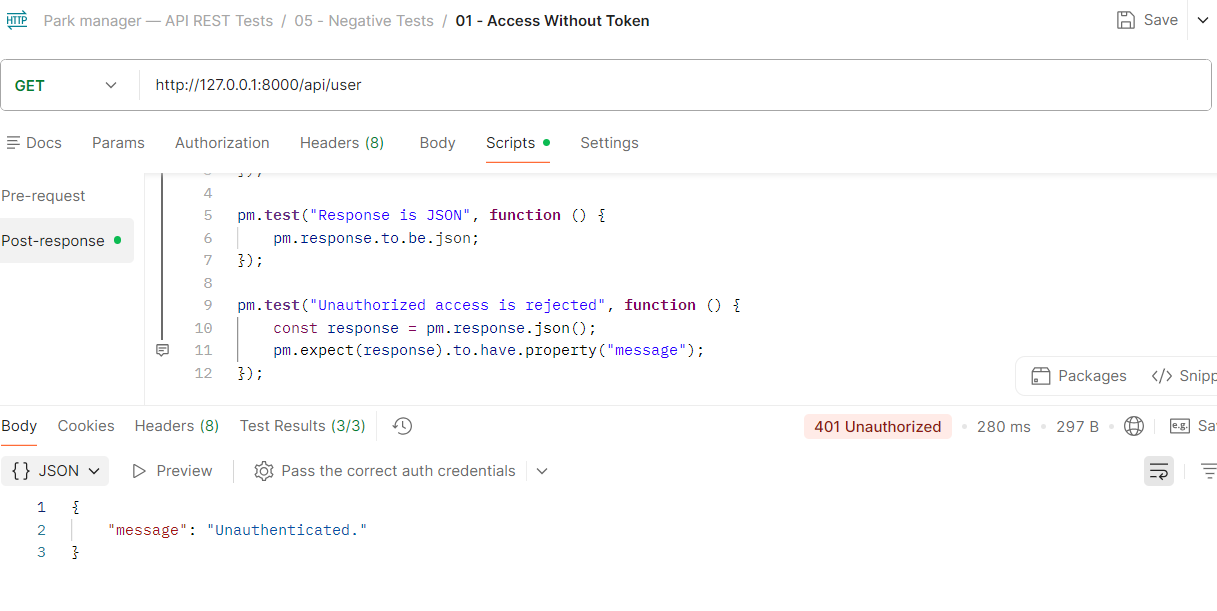 HTTP Park manager — API REST Tests / 05 - Negative Tests / 01 - Access Without Token Save
GET http://127.0.0.1:8000/api/user
Docs Params Authorization Headers (8) Body Scripts Settings
Pre-request
Post-response
3 });
4
5 pm.test("Response is JSON", function () {
6 pm.response.to.be.json;
7 });
8
9 pm.test("Unauthorized access is rejected", function () {
10 const response = pm.response.json();
11 pm.expect(response).to.have.property("message");
12 });
Packages </> Snipp
Body Cookies Headers (8) Test Results (3/3) 401 Unauthorized • 280 ms • 297 B • e.g. Sa
{ } JSON Preview Pass the correct auth credentials
1 {
2 "message": "Unauthenticated."
3 }